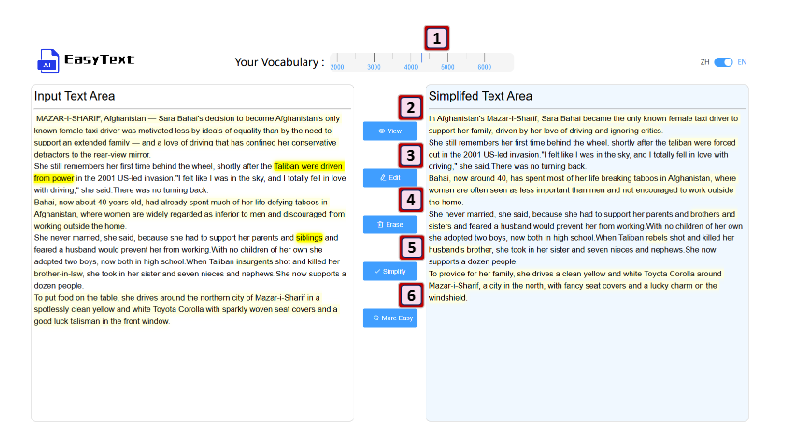 1
AI EasyText
Your Vocabulary :
2000 3000 4000 5000 6000
ZH EN
Input Text Area
MAZAR-I-SHARIF, Afghanistan — Sara Bahai's decision to become Afghanistan's only
known female taxi driver was motivated less by ideas of equality than by the need to
support an extended family — and a love of driving that has confined her conservative
detractors to the rear-view mirror.
She still remembers her first time behind the wheel, shortly after the Taliban were driven
from power in the 2001 US-led invasion."I felt like I was in the sky, and I totally fell in love
with driving," she said.There was no turning back.
Bahai, now about 40 years old, had already spent much of her life defying taboos in
Afghanistan, where women are widely regarded as inferior to men and discouraged from
working outside the home.
She never married, she said, because she had to support her parents and siblings and
feared a husband would prevent her from working.With no children of her own she
adopted two boys, now both in high school.When Taliban insurgents shot and killed her
brother-in-law, she took in her sister and seven nieces and nephews.She now supports a
dozen people.
To put food on the table, she drives around the northern city of Mazar-i-Sharif in a
spotlessly clean yellow and white Toyota Corolla with sparkly woven seat covers and a
good luck talisman in the front window.
2
View
3
Edit
4
Erase
5
Simplify
6
Copy
Simplifed Text Area
In Afghanistan's Mazar-i-Sharif, Sara Bahai became the only known female taxi driver to
support her family, driven by her love of driving and ignoring critics.
She still remembers her first time behind the wheel, shortly after the taliban were forced
out in the 2001 US-led invasion."I felt like I was in the sky, and I totally fell in love with
driving," she said.There was no turning back.
Bahai, now around 40, has spent most of her life breaking taboos in Afghanistan, where
women are often seen as less important than men and not encouraged to work outside
the home.
She never married, she said, because she had to support her parents and brothers and
sisters and feared a husband would prevent her from working.With no children of her own
she adopted two boys, now both in high school.When Taliban rebels shot and killed her
husband's brother, she took in her sister and seven nieces and nephews.She now
supports a dozen people.
To provice for her family, she drives a clean yellow and white Toyota Corolla around
Mazar-i-Sharif, a city in the north, with fancy seat covers and a lucky charm on the
windshied.